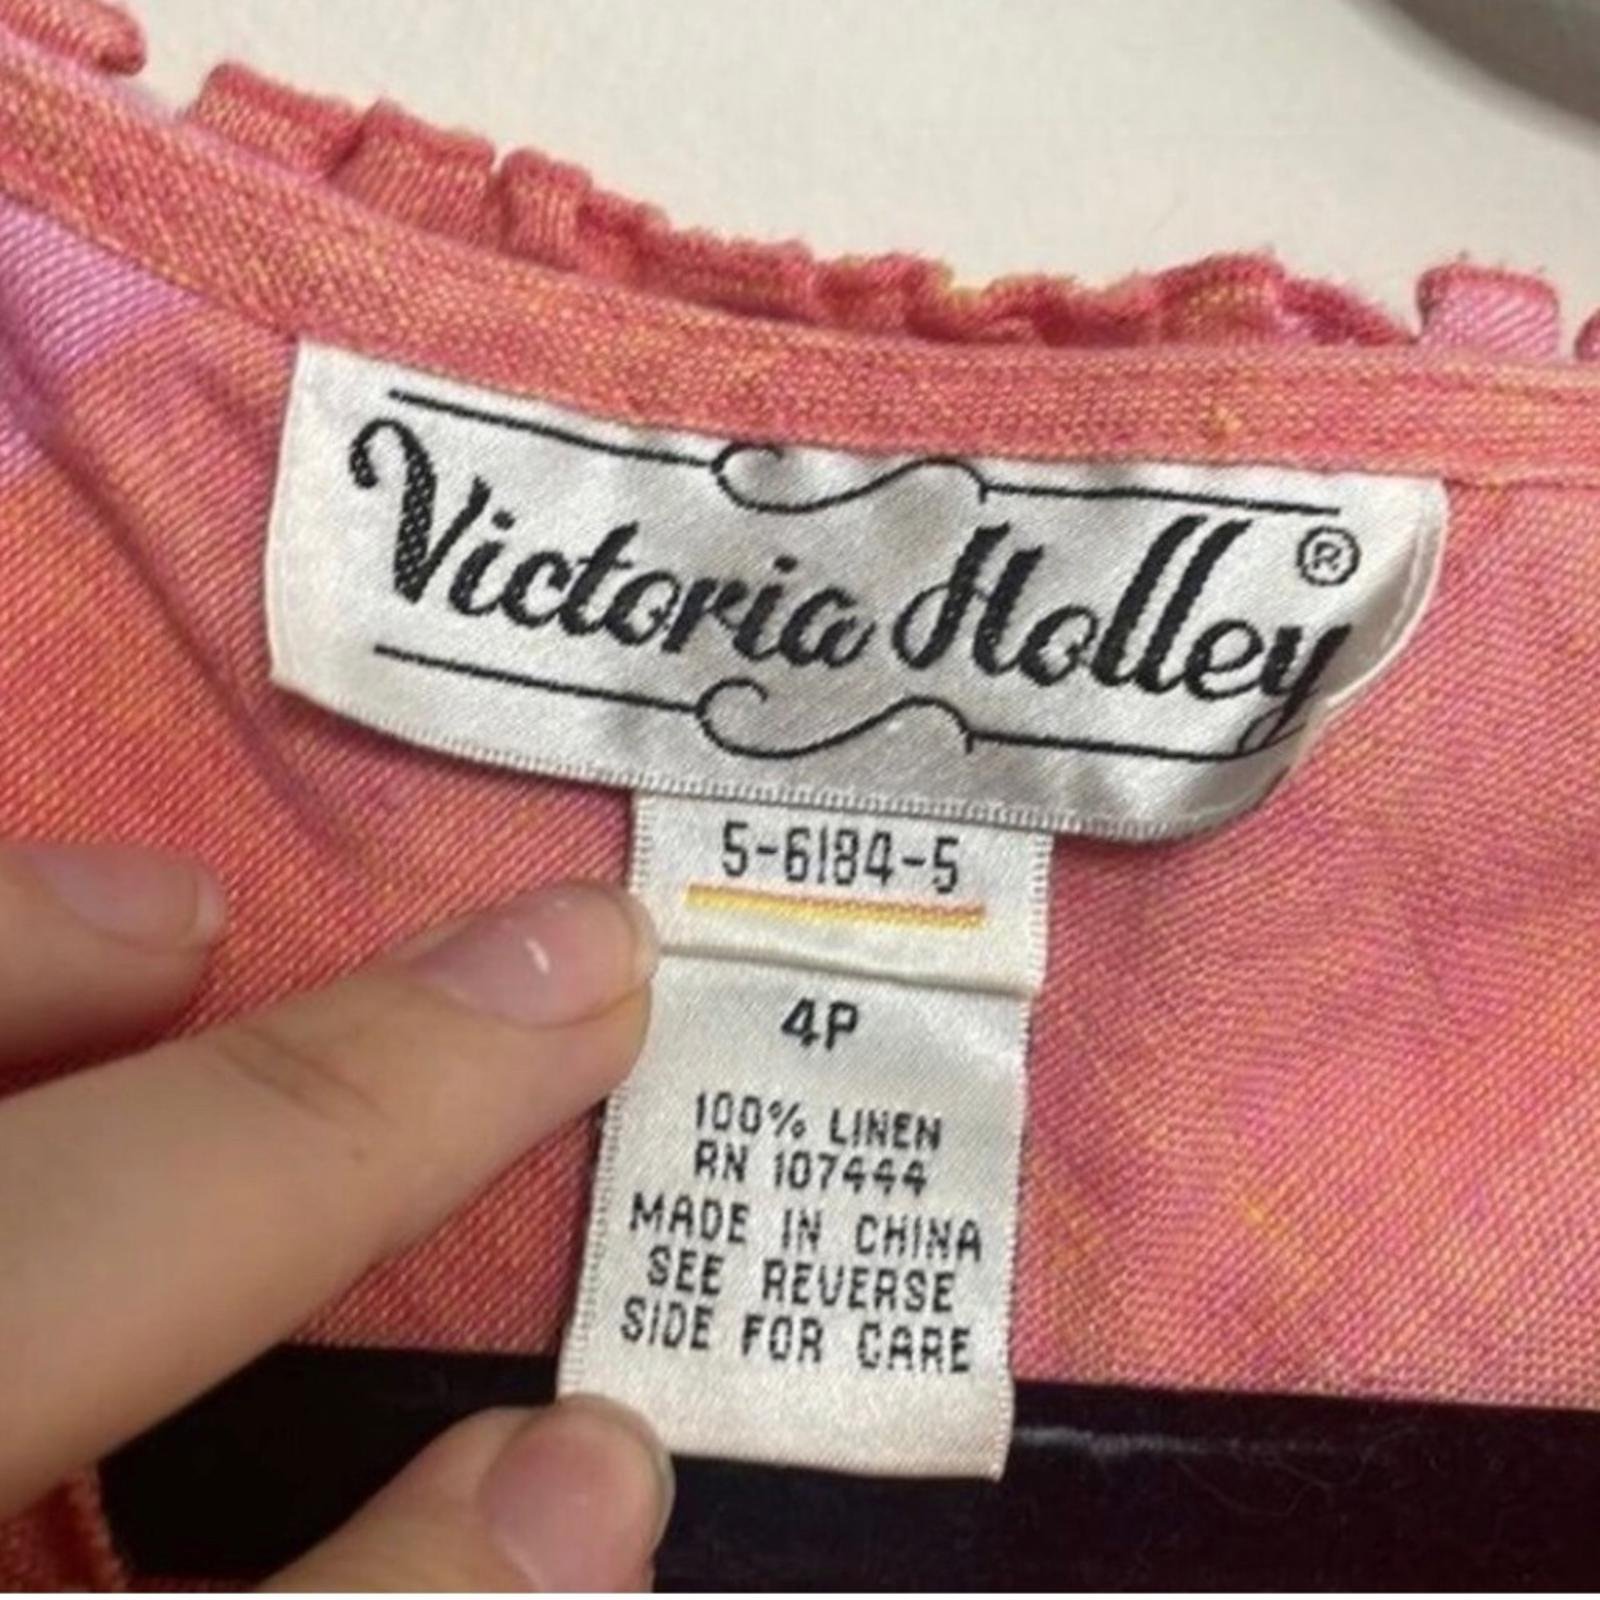 Victoria Holley®
5-6184-5
4P
100% LINEN
RN 107444
MADE IN CHINA
SEE REVERSE
SIDE FOR CARE